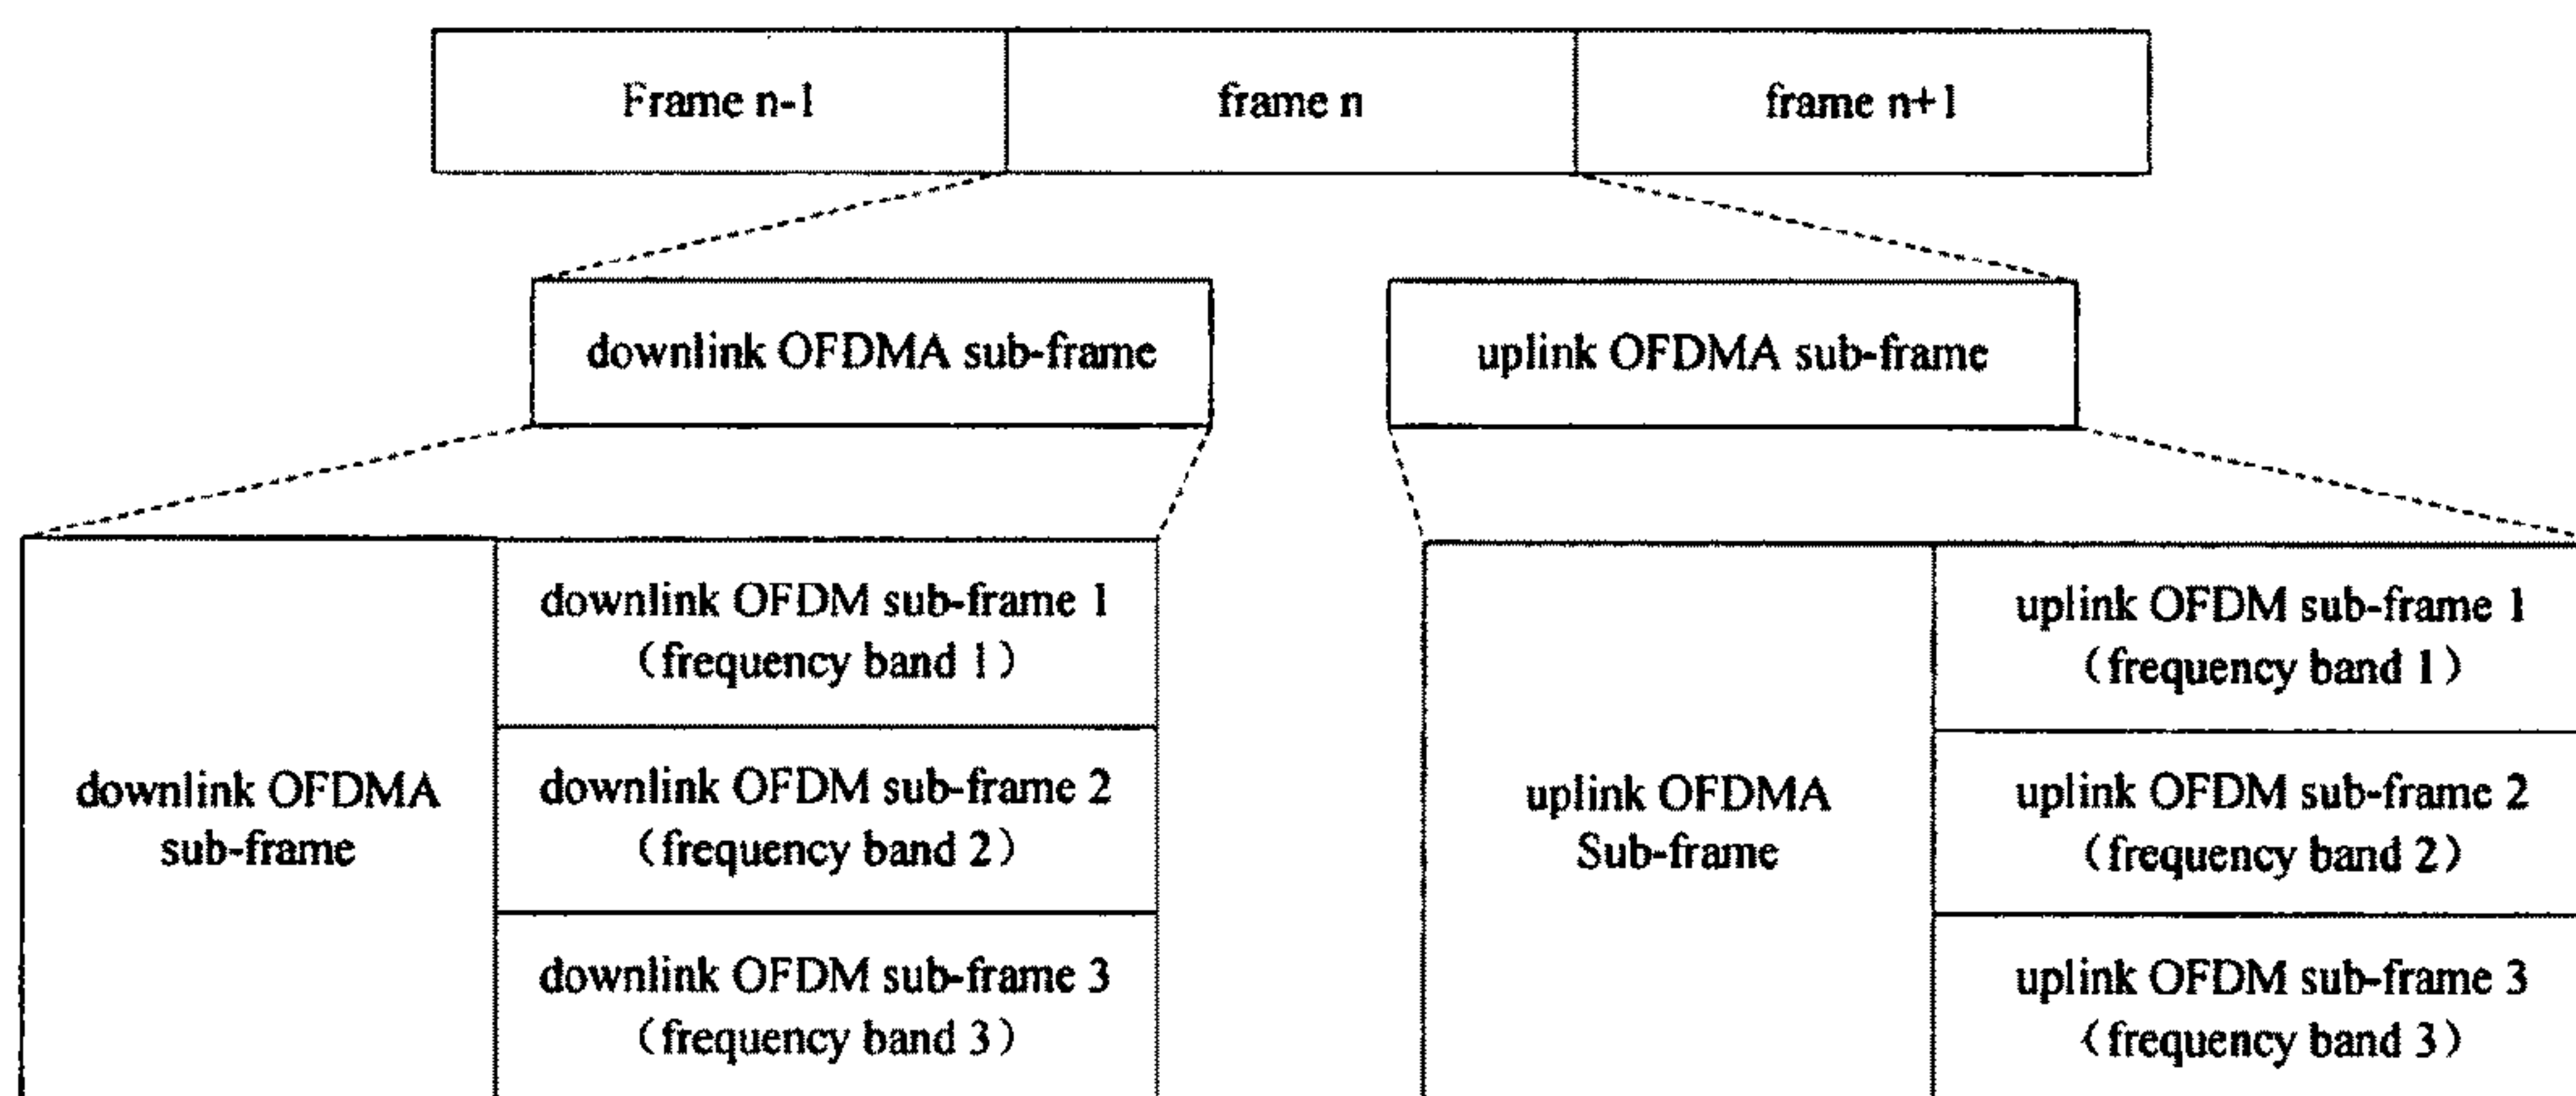 Frame n-1
frame n
frame n+1
downlink OFDMA sub-frame
uplink OFDMA sub-frame
downlink OFDMA
sub-frame
downlink OFDM sub-frame 1
（frequency band 1）
downlink OFDM sub-frame 2
（frequency band 2）
downlink OFDM sub-frame 3
（frequency band 3）
uplink OFDMA
Sub-frame
uplink OFDM sub-frame 1
（frequency band 1）
uplink OFDM sub-frame 2
（frequency band 2）
uplink OFDM sub-frame 3
（frequency band 3）